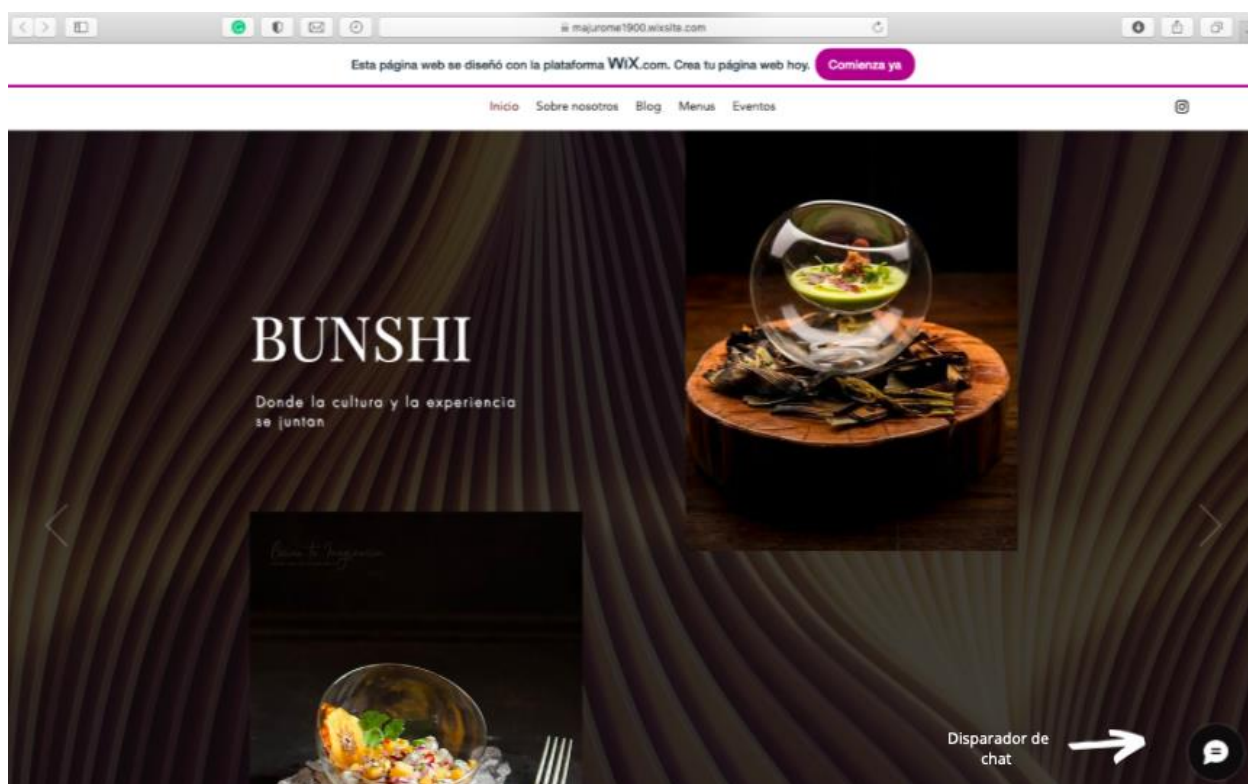 majurome1900.wixsite.com
Esta página web se diseñó con la plataforma WiX.com. Crea tu página web hoy. Comienza ya
Inicio Sobre nosotros Blog Menus Eventos
BUNSHI
Donde la cultura y la experiencia
se juntan
Disparador de
chat